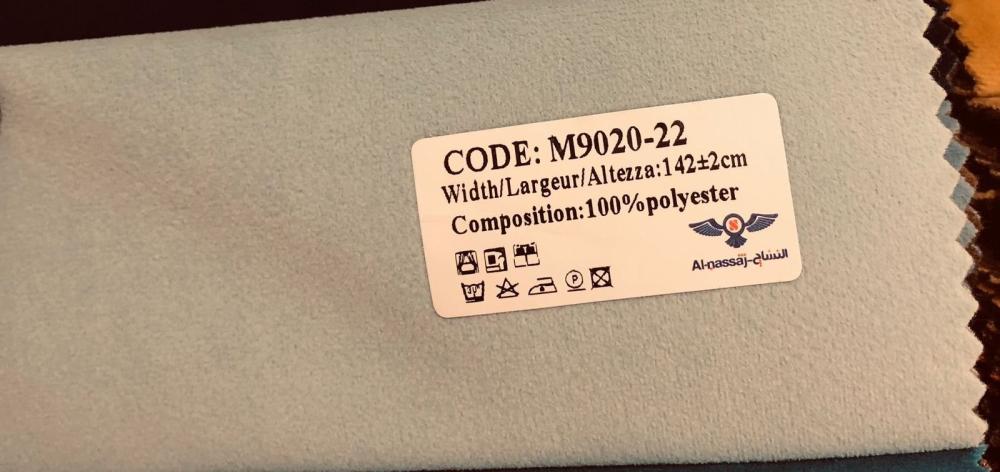 CODE: M9020-22
Width/Largeur/Altezza:142±2cm
Composition:100%polyester
Al-nassaj-النساج
P